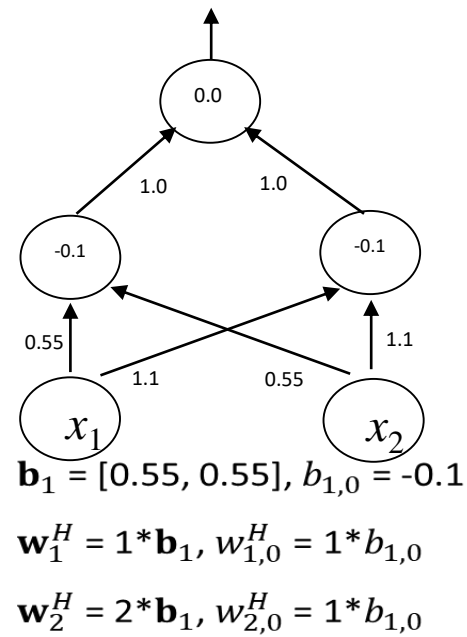 0.0
1.0 1.0
-0.1 -0.1
0.55 1.1
1.1 0.55
x₁ x₂
b₁ = [0.55, 0.55], b₁,₀ = -0.1
w₁ᴴ = 1*b₁, w₁,₀ᴴ = 1*b₁,₀
w₂ᴴ = 2*b₁, w₂,₀ᴴ = 1*b₁,₀